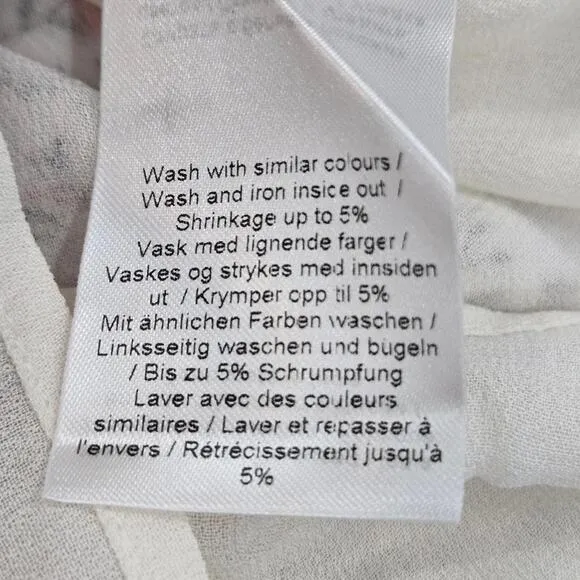 Wash with similar colours /
Wash and iron inside out /
Shrinkage up to 5%
Vask med lignende farger /
Vaskes og strykes med innsiden
ut / Krymper opp til 5%
Mit ähnlichen Farben waschen /
Linksseitig waschen und bügeln
/ Bis zu 5% Schrumpfung
Laver avec des couleurs
similaires / Laver et repasser à
l'envers / Rétrécissement jusqu'à
5%